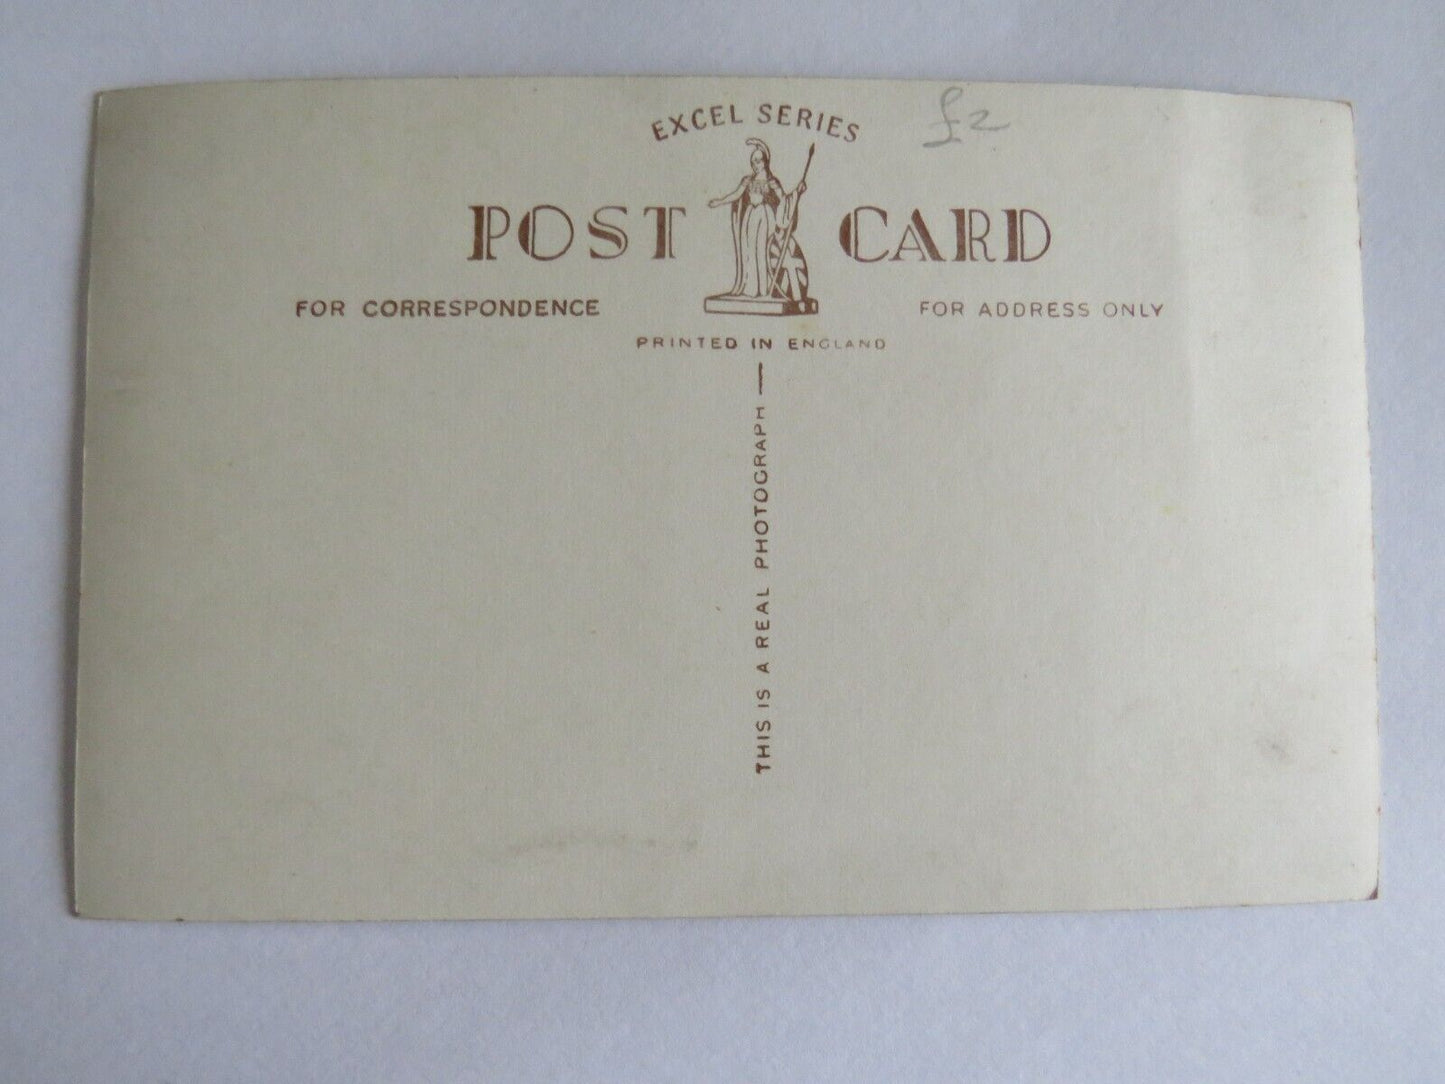 EXCEL SERIES
£2
POST CARD
FOR CORRESPONDENCE
FOR ADDRESS ONLY
PRINTED IN ENGLAND
THIS IS A REAL PHOTOGRAPH —